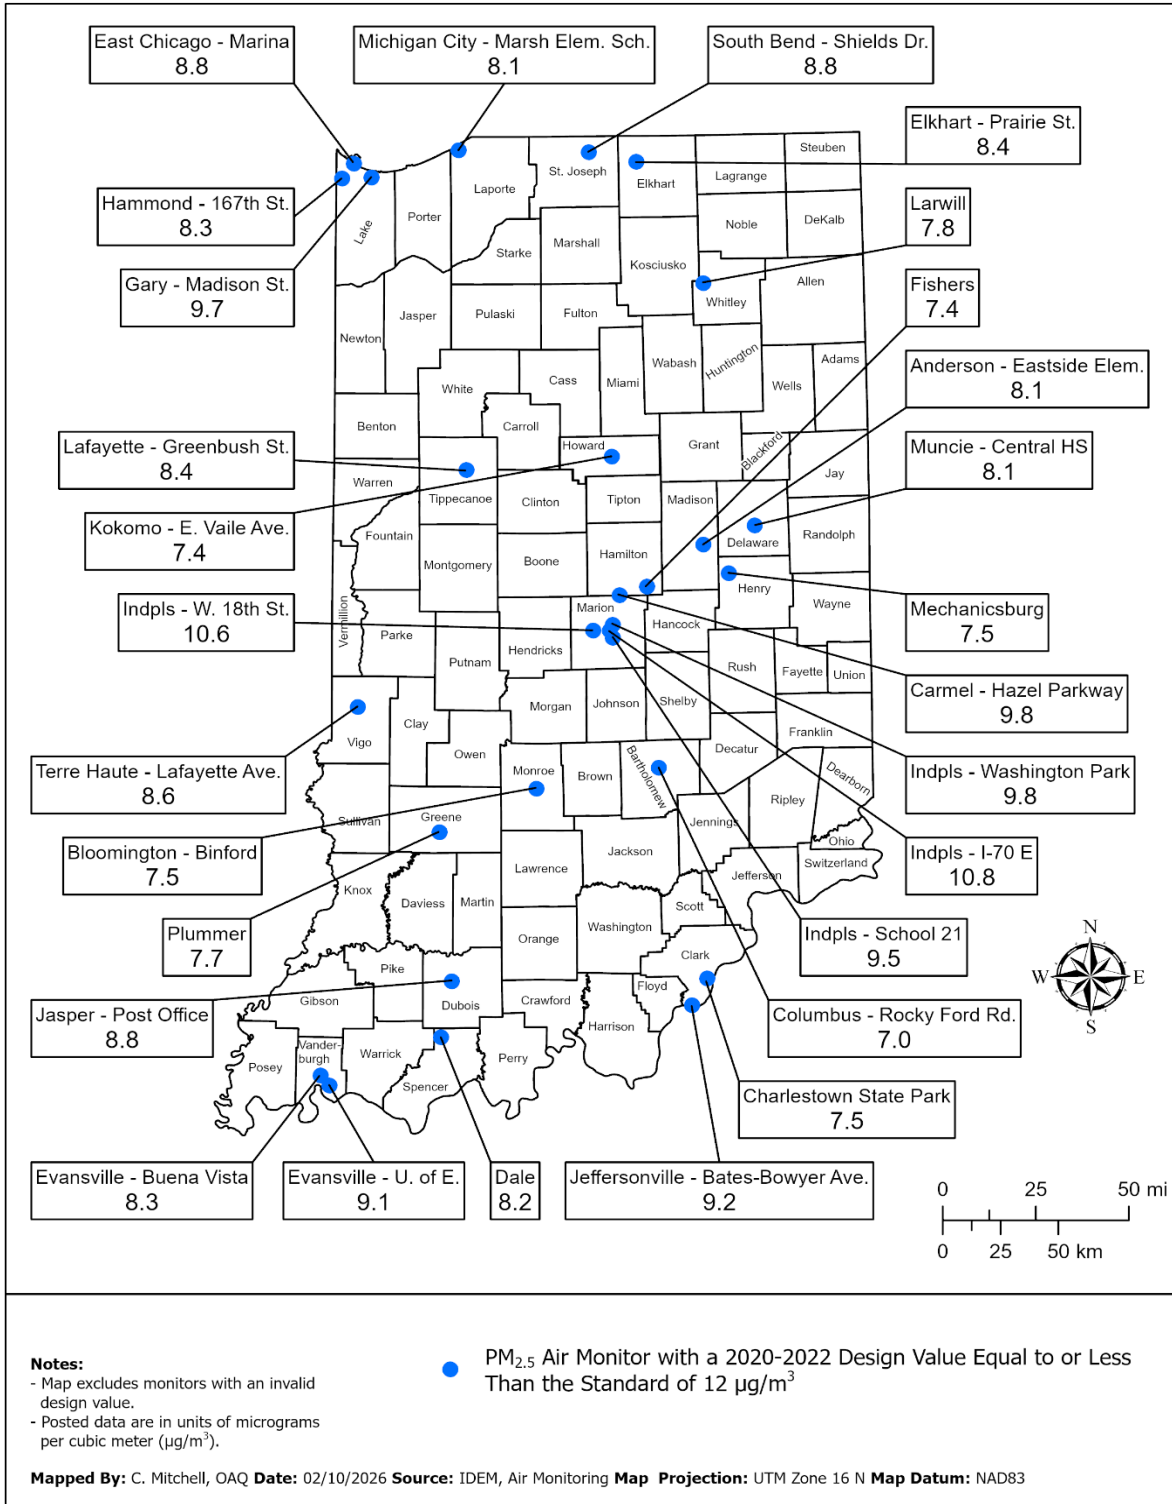 East Chicago - Marina
8.8
Michigan City - Marsh Elem. Sch.
8.1
South Bend - Shields Dr.
8.8
Elkhart - Prairie St.
8.4
Hammond - 167th St.
8.3
Larwill
7.8
Gary - Madison St.
9.7
Fishers
7.4
Anderson - Eastside Elem.
8.1
Lafayette - Greenbush St.
8.4
Muncie - Central HS
8.1
Kokomo - E. Vaile Ave.
7.4
Indpls - W. 18th St.
10.6
Mechanicsburg
7.5
Carmel - Hazel Parkway
9.8
Terre Haute - Lafayette Ave.
8.6
Indpls - Washington Park
9.8
Bloomington - Binford
7.5
Indpls - I-70 E
10.8
Plummer
7.7
Indpls - School 21
9.5
Jasper - Post Office
8.8
Columbus - Rocky Ford Rd.
7.0
Charlestown State Park
7.5
Evansville - Buena Vista
8.3
Evansville - U. of E.
9.1
Dale
8.2
Jeffersonville - Bates-Bowyer Ave.
9.2
Steuben
St. Joseph
Elkhart
Lagrange
Laporte
Porter
Lake
Noble
DeKalb
Starke
Marshall
Kosciusko
Whitley
Allen
Newton
Jasper
Pulaski
Fulton
Wabash
Huntington
Adams
Wells
White
Cass
Miami
Benton
Carroll
Howard
Grant
Blackford
Jay
Warren
Tippecanoe
Clinton
Tipton
Madison
Delaware
Randolph
Fountain
Montgomery
Boone
Hamilton
Henry
Wayne
Vermillion
Parke
Putnam
Hendricks
Marion
Hancock
Rush
Fayette
Union
Vigo
Clay
Owen
Morgan
Johnson
Shelby
Decatur
Franklin
Dearborn
Sullivan
Greene
Monroe
Brown
Bartholomew
Jennings
Ripley
Ohio
Switzerland
Knox
Daviess
Martin
Lawrence
Jackson
Jefferson
Scott
Washington
Orange
Clark
Floyd
Pike
Gibson
Dubois
Crawford
Harrison
Posey
Vander-
burgh
Warrick
Spencer
Perry
N
W
E
S
0 25 50 mi
0 25 50 km
Notes:
- Map excludes monitors with an invalid
design value.
- Posted data are in units of micrograms
per cubic meter (µg/m³).
PM₂.₅ Air Monitor with a 2020-2022 Design Value Equal to or Less
Than the Standard of 12 µg/m³
Mapped By: C. Mitchell, OAQ Date: 02/10/2026 Source: IDEM, Air Monitoring Map Projection: UTM Zone 16 N Map Datum: NAD83